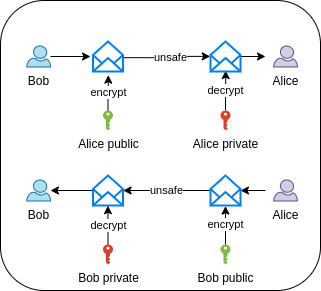 unsafe
Bob
Alice
encrypt
decrypt
Alice public
Alice private
unsafe
Bob
Alice
decrypt
encrypt
Bob private
Bob public